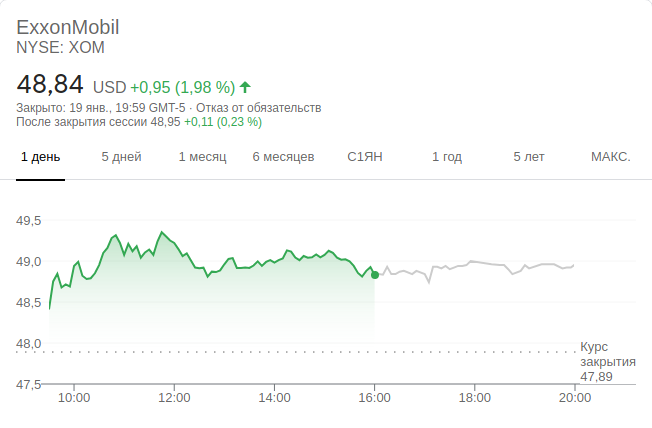 ExxonMobil
NYSE: XOM
48,84 USD +0,95 (1,98 %)
Закрыто: 19 янв., 19:59 GMT-5 · Отказ от обязательств
После закрытия сессии 48,95 +0,11 (0,23 %)
1 день 5 дней 1 месяц 6 месяцев С1ЯН 1 год 5 лет МАКС.
49,5
49,0
48,5
48,0
Курс
закрытия
47,89
47,5
10:00 12:00 14:00 16:00 18:00 20:00